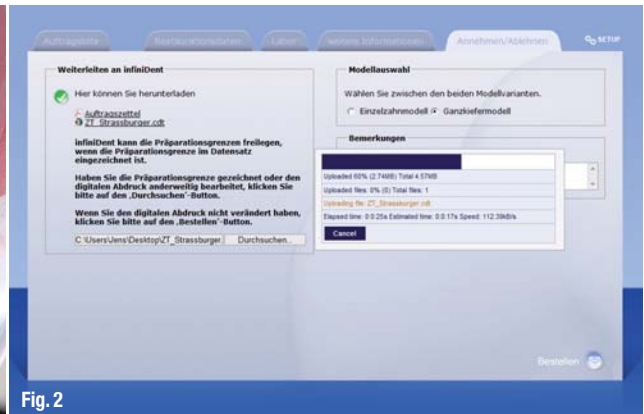 Auftragsliste Restaurationsdaten Labor weitere Informationen Annehmen/Ablehnen SETUP
Weiterleiten an infiniDent
Hier können Sie herunterladen
Auftragszettel
ZT_Strassburger.cdt
infiniDent kann die Präparationsgrenzen freilegen,
wenn die Präparationsgrenze im Datensatz
eingezeichnet ist.
Haben Sie die Präparationsgrenze gezeichnet oder den
digitalen Abdruck anderweitig bearbeitet, klicken Sie
bitte auf den ‚Durchsuchen'-Button.
Wenn Sie den digitalen Abdruck nicht verändert haben,
klicken Sie bitte auf den ‚Bestellen'-Button.
C:\Users\Jens\Desktop\ZT_Strassburger. Durchsuchen...
Modellauswahl
Wählen Sie zwischen den beiden Modellvarianten.
Einzelzahnmodell Ganzkiefermodell
Bemerkungen
Uploaded 60% (2.74MB) Total 4.57MB
Uploaded files: 0% (0) Total files: 1
Uploading file: ZT_Strassburger.cdt
Elapsed time: 0:0:25s Estimated time: 0:0:17s Speed: 112.39kB/s
Cancel
Bestellen
Fig. 2